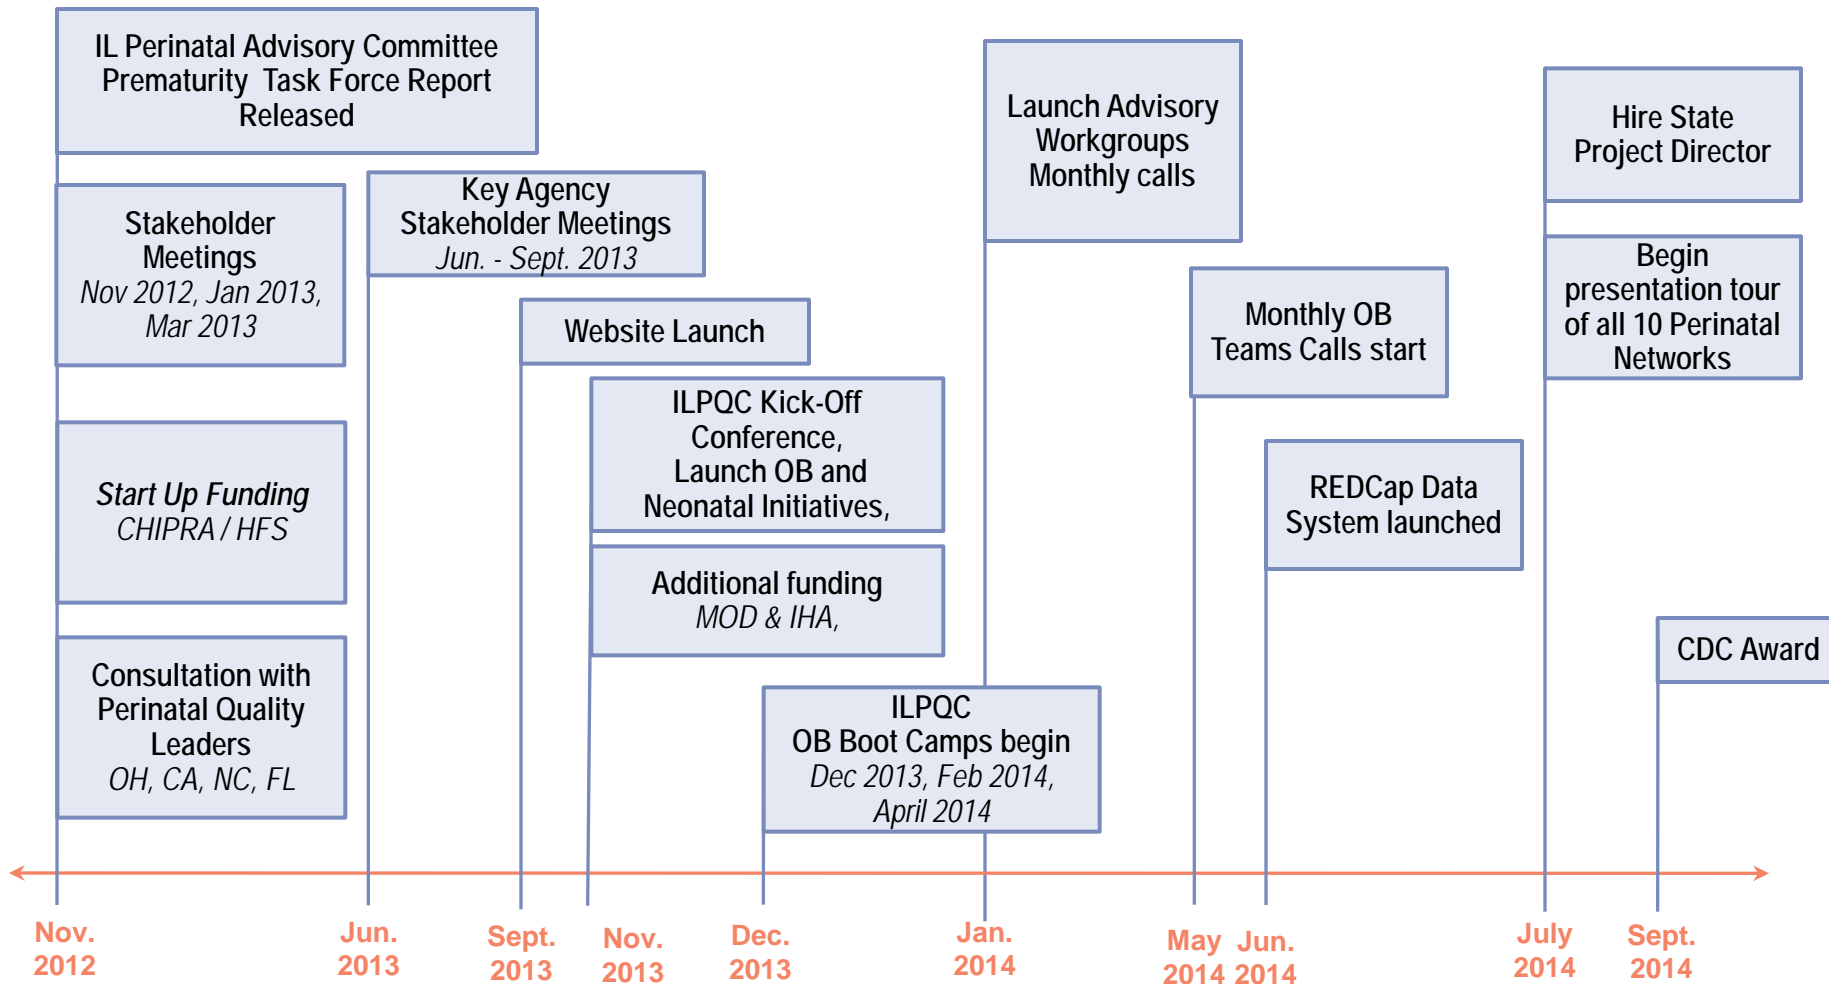 IL Perinatal Advisory Committee
Prematurity Task Force Report
Released
Stakeholder
Meetings
Nov 2012, Jan 2013,
Mar 2013
Start Up Funding
CHIPRA / HFS
Consultation with
Perinatal Quality
Leaders
OH, CA, NC, FL
Key Agency
Stakeholder Meetings
Jun. - Sept. 2013
Website Launch
ILPQC Kick-Off
Conference,
Launch OB and
Neonatal Initiatives,
Additional funding
MOD & IHA,
ILPQC
OB Boot Camps begin
Dec 2013, Feb 2014,
April 2014
Launch Advisory
Workgroups
Monthly calls
Monthly OB
Teams Calls start
REDCap Data
System launched
Hire State
Project Director
Begin
presentation tour
of all 10 Perinatal
Networks
CDC Award
Nov.
2012
Jun.
2013
Sept.
2013
Nov.
2013
Dec.
2013
Jan.
2014
May
2014
Jun.
2014
July
2014
Sept.
2014